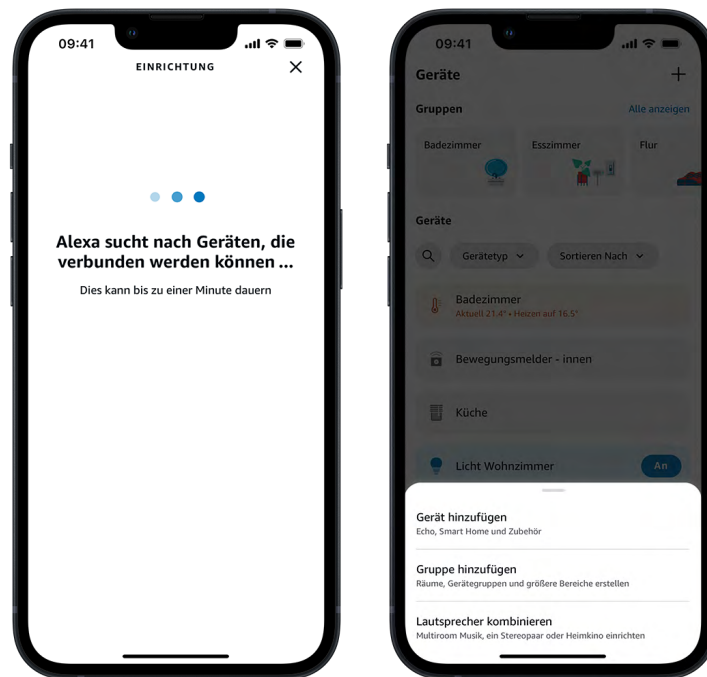 09:41
EINRICHTUNG
Alexa sucht nach Geräten, die
verbunden werden können ...
Dies kann bis zu einer Minute dauern
09:41
Geräte
Gruppen
Alle anzeigen
Badezimmer
Esszimmer
Flur
Geräte
Gerätetyp
Sortieren Nach
Badezimmer
Aktuell 21.4° • Heizen auf 16.5°
Bewegungsmelder - innen
Küche
Licht Wohnzimmer
An
Gerät hinzufügen
Echo, Smart Home und Zubehör
Gruppe hinzufügen
Räume, Gerätegruppen und größere Bereiche erstellen
Lautsprecher kombinieren
Multiroom Musik, ein Stereopaar oder Heimkino einrichten